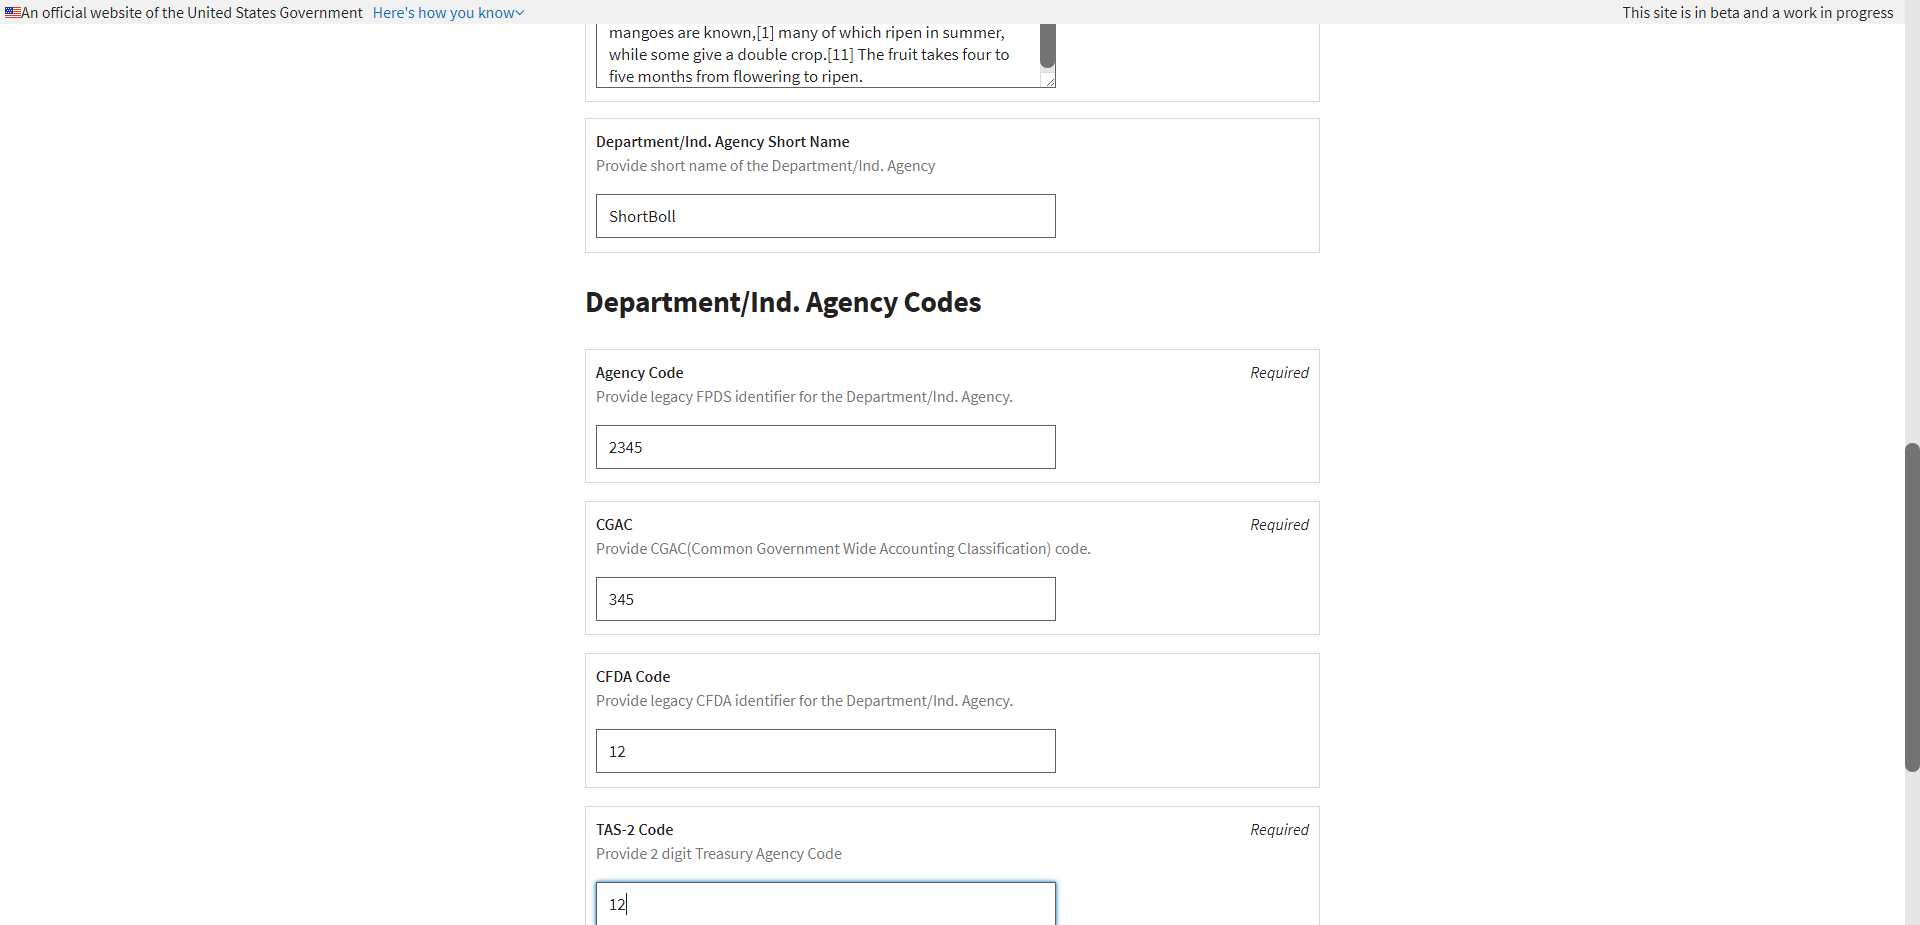 An official website of the United States Government Here's how you know
This site is in beta and a work in progress
mangoes are known,[1] many of which ripen in summer,
while some give a double crop.[11] The fruit takes four to
five months from flowering to ripen.
Department/Ind. Agency Short Name
Provide short name of the Department/Ind. Agency
ShortBoll
Department/Ind. Agency Codes
Agency Code
Required
Provide legacy FPDS identifier for the Department/Ind. Agency.
2345
CGAC
Required
Provide CGAC(Common Government Wide Accounting Classification) code.
345
CFDA Code
Provide legacy CFDA identifier for the Department/Ind. Agency.
12
TAS-2 Code
Required
Provide 2 digit Treasury Agency Code
12